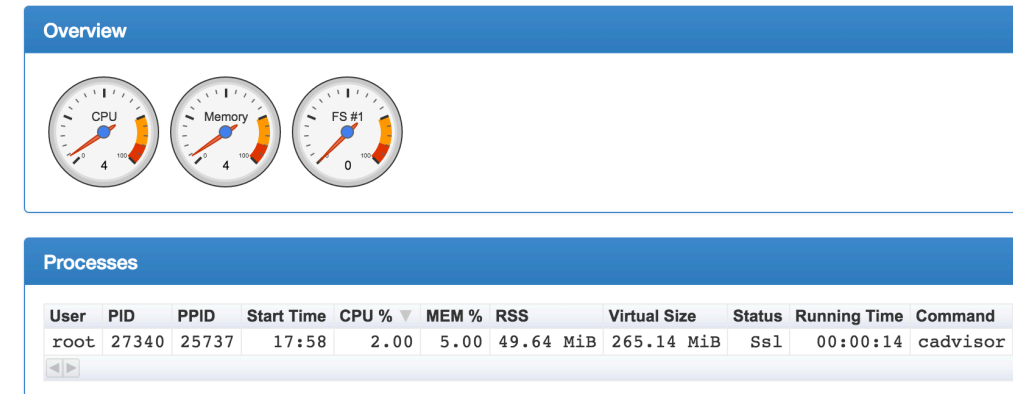 Overview
CPU Memory FS #1
0 100 0 100 0 100
4 4 0
Processes
User PID PPID Start Time CPU % ▼ MEM % RSS Virtual Size Status Running Time Command
root 27340 25737 17:58 2.00 5.00 49.64 MiB 265.14 MiB Ssl 00:00:14 cadvisor